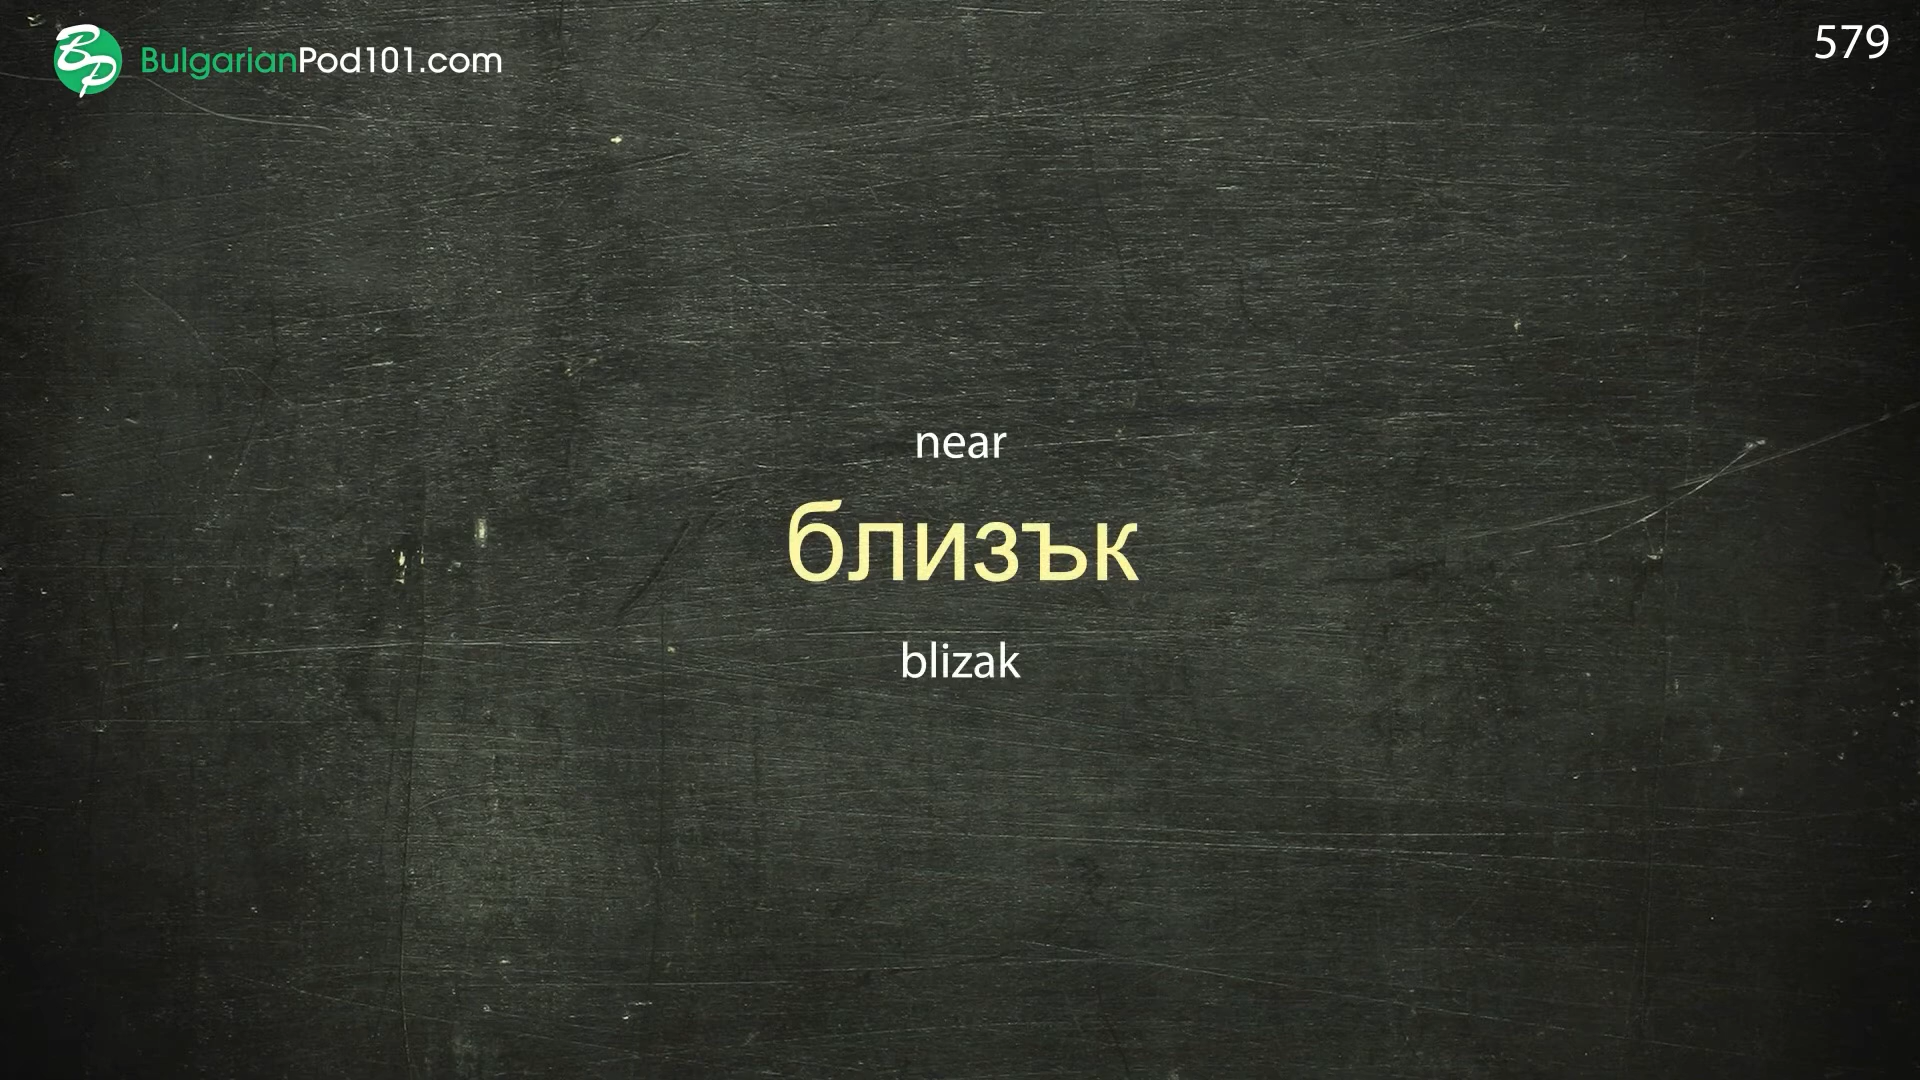 BulgarianPod101.com
579
near
близък
blizak